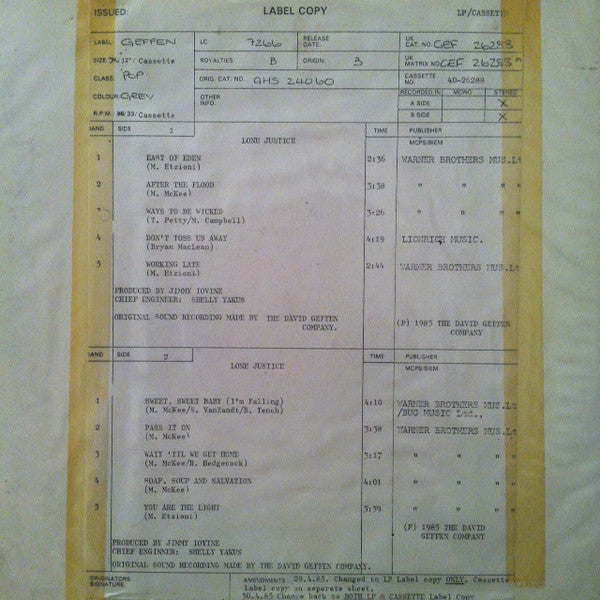 ISSUED: LABEL COPY LP/CASSETTE
LABEL GEFFEN LC 7266 RELEASE DATE: UK CAT. NO. GEF 26288
SIZE 12"/Cassette ROYALTIES B ORIGIN: 3 UK MATRIX NO. GEF 26288 A
CLASS POP ORIG. CAT. NO. GHS 24060 CASSETTE NO: 40-26288
COLOUR GREY OTHER INFO. RECORDED IN MONO STEREO
A SIDE X
R.P.M. 33/Cassette B SIDE X
BAND SIDE 1 TIME PUBLISHER
MCPS/BIEM
LONE JUSTICE
1 EAST OF EDEN 2:36 WARNER BROTHERS MUS.Lt
(M. Etzioni)
2 AFTER THE FLOOD 3:38 " " "
(M. McKee)
3 WAYS TO BE WICKED 3:26 " " "
(T. Petty/M. Campbell)
4 DON'T TOSS US AWAY 4:19 LIONRICH MUSIC.
(Bryan MacLean)
5 WORKING LATE 2:44 WARNER BROTHERS MUS.Lt
(M. Etzioni)
PRODUCED BY JIMMY IOVINE
CHIEF ENGINEER: SHELLY YAKUS
ORIGINAL SOUND RECORDING MADE BY THE DAVID GEFFEN (P) 1985 THE DAVID GEFFEN
COMPANY. COMPANY
BAND SIDE 2 TIME PUBLISHER
MCPS/BIEM
LONE JUSTICE
1 SWEET, SWEET BABY (I'm Falling) 4:10 WARNER BROTHERS MUS.Lt
(M. McKee/S. VanZandt/B. Tench) /BUG MUSIC Ltd.,
2 PASS IT ON 3:38 WARNER BROTHERS MUS.Lt
(M. McKee)
3 WAIT 'TIL WE GET HOME 3:17 " " "
(M. McKee/R. Hedgecock)
4 SOAP, SOUP AND SALVATION 4:01 " " "
(M. McKee)
5 YOU ARE THE LIGHT 3:59 " " "
(M. Etzioni)
(P) 1985 THE DAVID
GEFFEN COMPANY
PRODUCED BY JIMMY IOVINE
CHIEF ENGINNER: SHELLY YAKUS
ORIGINAL SOUND RECORDING MADE BY THE DAVID GEFFEN COMPANY.
ORIGINATORS SIGNATURE AMENDMENTS 29.4.85. Changed to LP Label copy ONLY. Cassette
Label copy on separate sheet.
30.4.85 Change back to BOTH LP & CASSETTE Label Copy